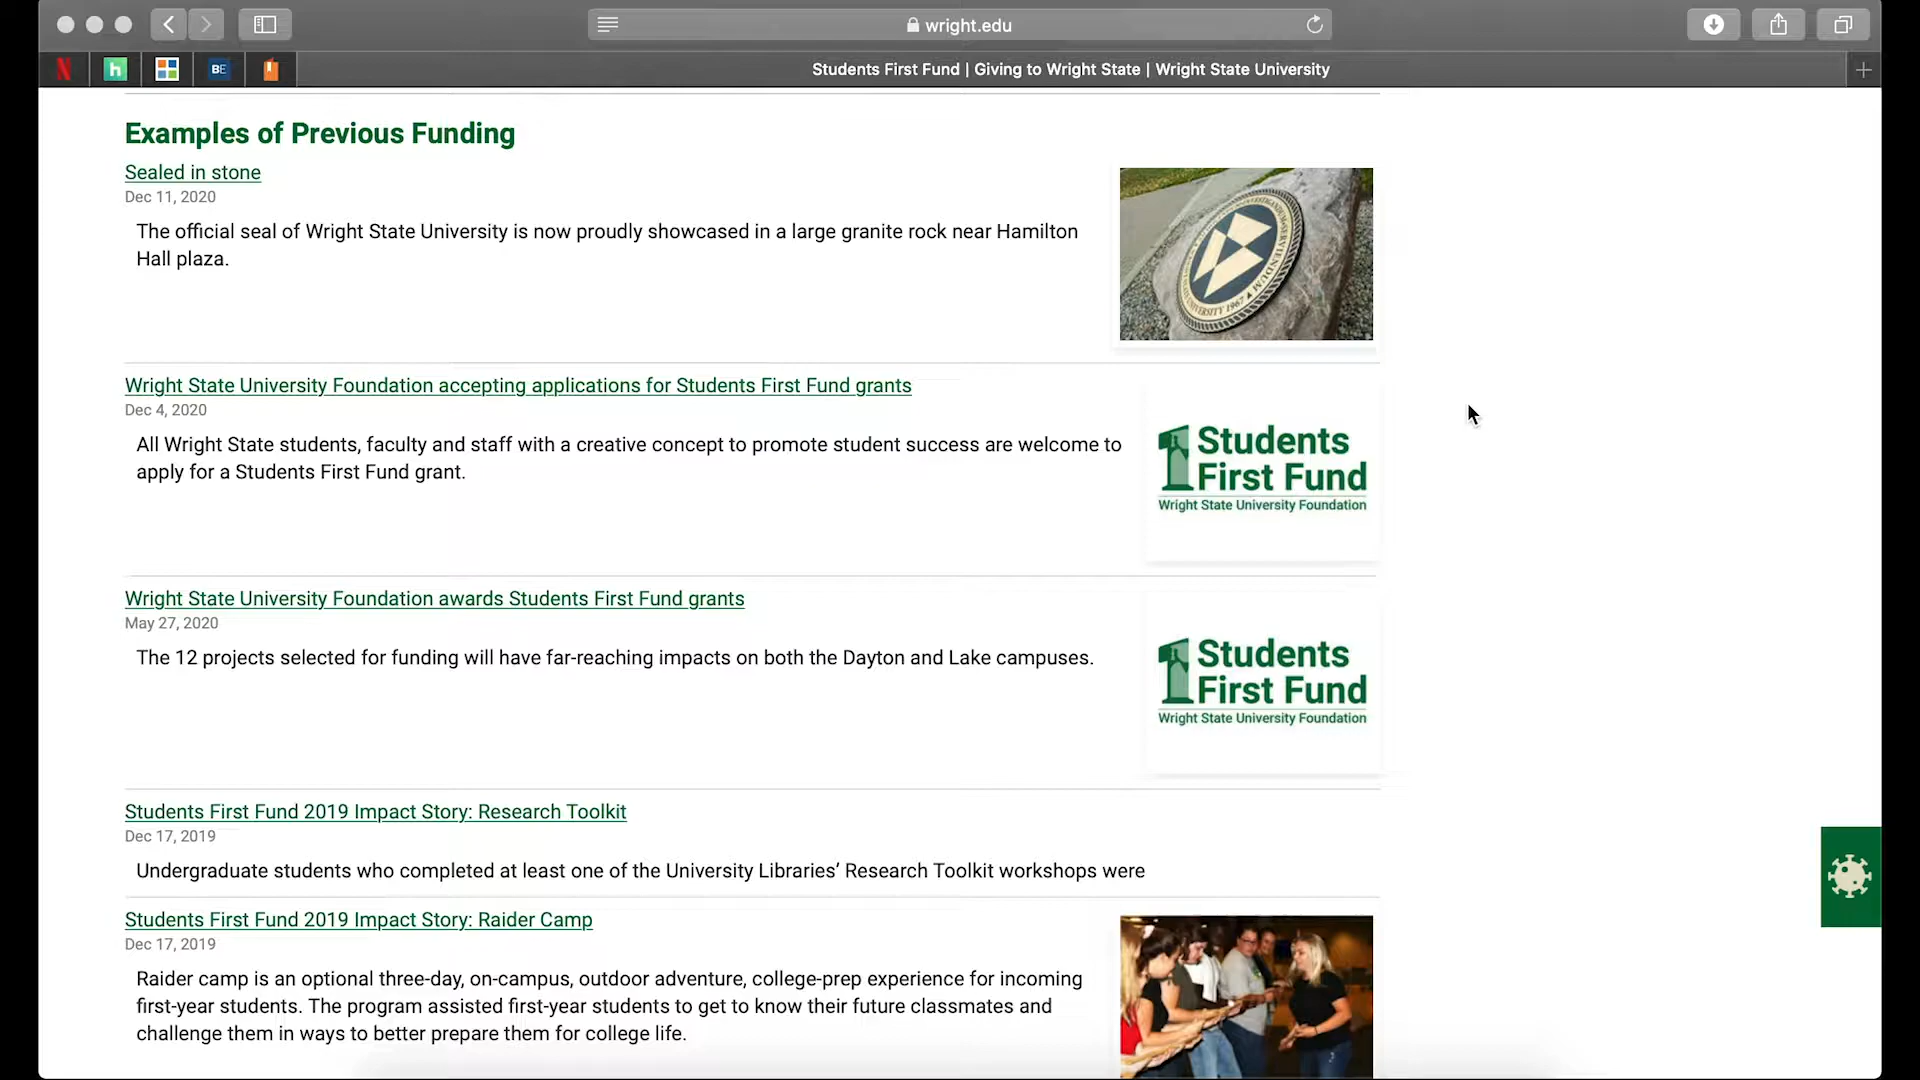 wright.edu
h
BE
Students First Fund | Giving to Wright State | Wright State University
Examples of Previous Funding
Sealed in stone
Dec 11, 2020
The official seal of Wright State University is now proudly showcased in a large granite rock near Hamilton
Hall plaza.
UNIVERSITY 1967
Wright State University Foundation accepting applications for Students First Fund grants
Dec 4, 2020
All Wright State students, faculty and staff with a creative concept to promote student success are welcome to
apply for a Students First Fund grant.
1 Students
First Fund
Wright State University Foundation
Wright State University Foundation awards Students First Fund grants
May 27, 2020
The 12 projects selected for funding will have far-reaching impacts on both the Dayton and Lake campuses.
1 Students
First Fund
Wright State University Foundation
Students First Fund 2019 Impact Story: Research Toolkit
Dec 17, 2019
Undergraduate students who completed at least one of the University Libraries’ Research Toolkit workshops were
Students First Fund 2019 Impact Story: Raider Camp
Dec 17, 2019
Raider camp is an optional three-day, on-campus, outdoor adventure, college-prep experience for incoming
first-year students. The program assisted first-year students to get to know their future classmates and
challenge them in ways to better prepare them for college life.